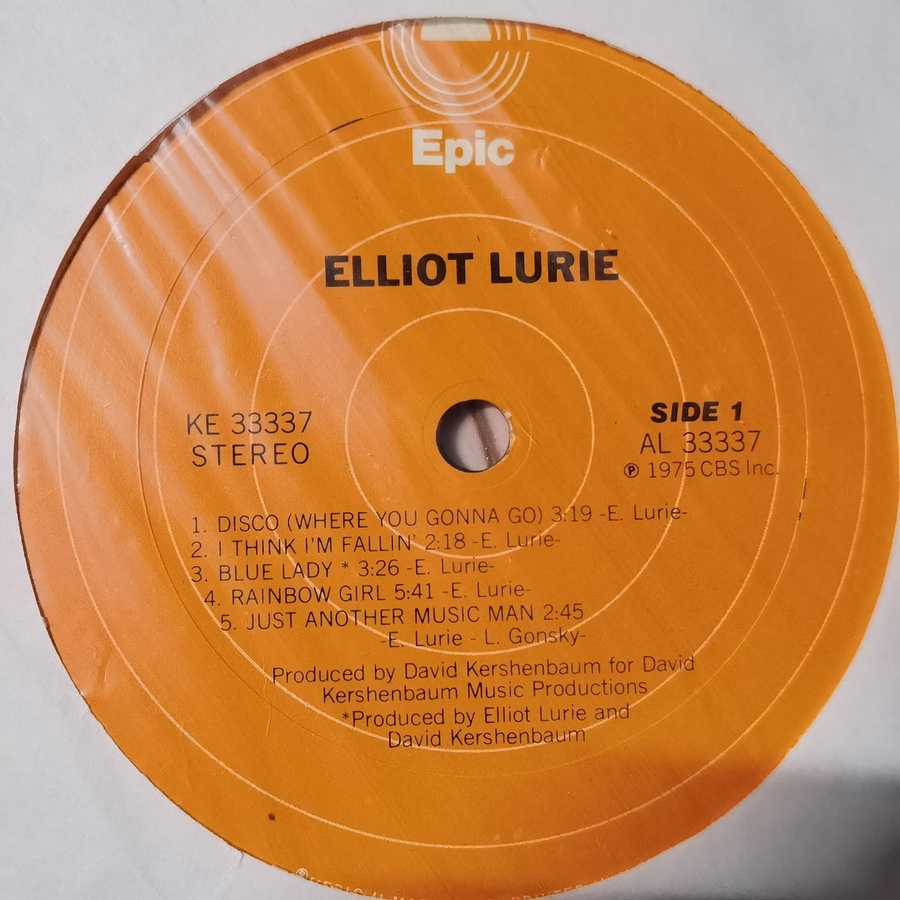 Epic
ELLIOT LURIE
KE 33337
STEREO
SIDE 1
AL 33337
℗ 1975 CBS Inc.
1. DISCO (WHERE YOU GONNA GO) 3:19 -E. Lurie-
2. I THINK I'M FALLIN' 2:18 -E. Lurie-
3. BLUE LADY * 3:26 -E. Lurie-
4. RAINBOW GIRL 5:41 -E. Lurie-
5. JUST ANOTHER MUSIC MAN 2:45
-E. Lurie - L. Gonsky-
Produced by David Kershenbaum for David
Kershenbaum Music Productions
*Produced by Elliot Lurie and
David Kershenbaum